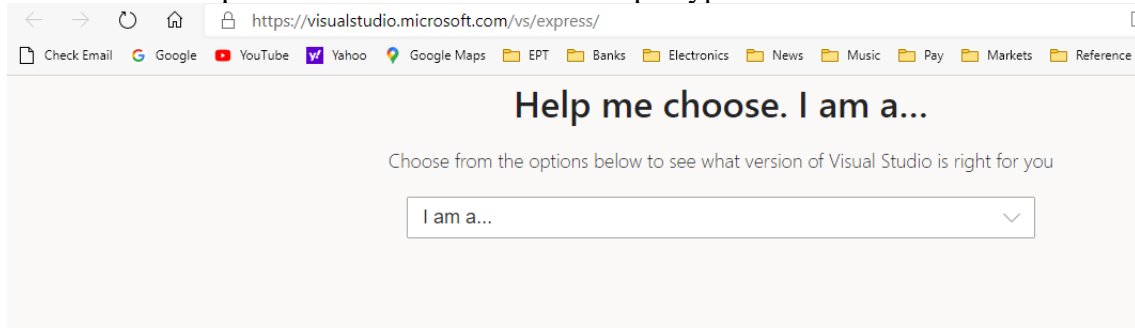 https://visualstudio.microsoft.com/vs/express/
Check Email Google YouTube Yahoo Google Maps EPT Banks Electronics News Music Pay Markets Reference
Help me choose. I am a...
Choose from the options below to see what version of Visual Studio is right for you
I am a...